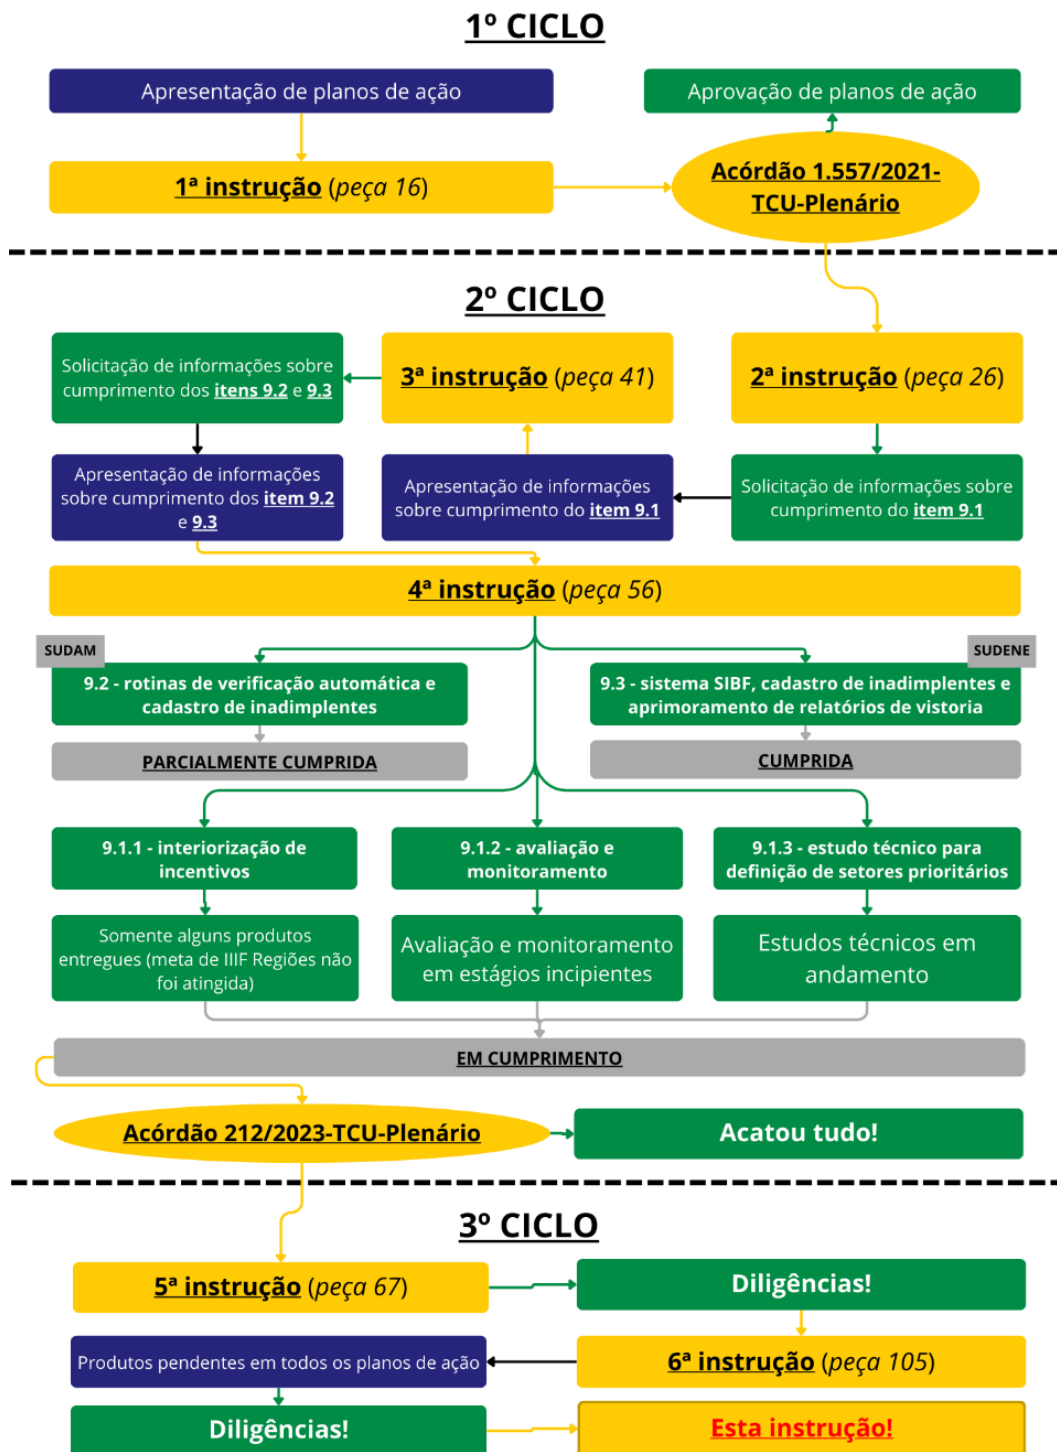 1º CICLO
Apresentação de planos de ação
Aprovação de planos de ação
1ª instrução (peça 16)
Acórdão 1.557/2021-
TCU-Plenário
2º CICLO
Solicitação de informações sobre
cumprimento dos itens 9.2 e 9.3
3ª instrução (peça 41)
2ª instrução (peça 26)
Apresentação de informações
sobre cumprimento dos item 9.2
e 9.3
Apresentação de informações
sobre cumprimento do item 9.1
Solicitação de informações sobre
cumprimento do item 9.1
4ª instrução (peça 56)
SUDAM
9.2 - rotinas de verificação automática e
cadastro de inadimplentes
SUDENE
9.3 - sistema SIBF, cadastro de inadimplentes e
aprimoramento de relatórios de vistoria
PARCIALMENTE CUMPRIDA
CUMPRIDA
9.1.1 - interiorização de
incentivos
9.1.2 - avaliação e
monitoramento
9.1.3 - estudo técnico para
definição de setores prioritários
Somente alguns produtos
entregues (meta de IIIF Regiões não
foi atingida)
Avaliação e monitoramento
em estágios incipientes
Estudos técnicos em
andamento
EM CUMPRIMENTO
Acórdão 212/2023-TCU-Plenário
Acatou tudo!
3º CICLO
5ª instrução (peça 67)
Diligências!
Produtos pendentes em todos os planos de ação
6ª instrução (peça 105)
Diligências!
Esta instrução!